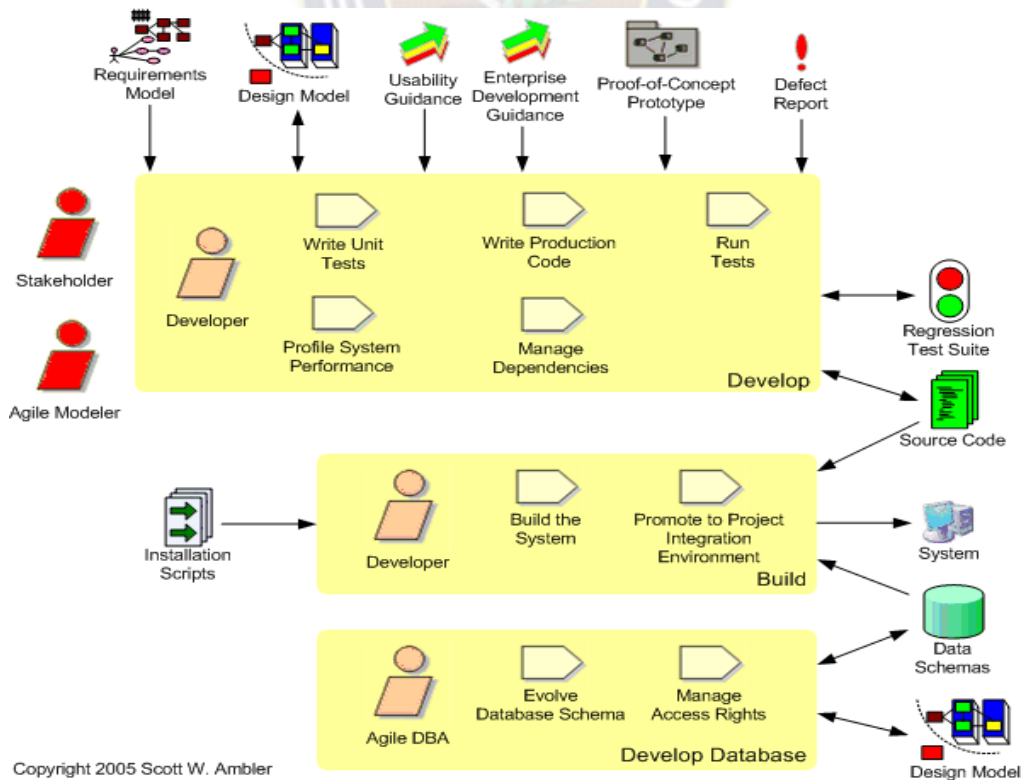 Requirements
Model
Design Model
Usability
Guidance
Enterprise
Development
Guidance
Proof-of-Concept
Prototype
Defect
Report
Stakeholder
Agile Modeler
Developer
Write Unit
Tests
Write Production
Code
Run
Tests
Profile System
Performance
Manage
Dependencies
Develop
Regression
Test Suite
Source Code
Installation
Scripts
Developer
Build the
System
Promote to Project
Integration
Environment
Build
System
Data
Schemas
Agile DBA
Evolve
Database Schema
Manage
Access Rights
Develop Database
Design Model
Copyright 2005 Scott W. Ambler